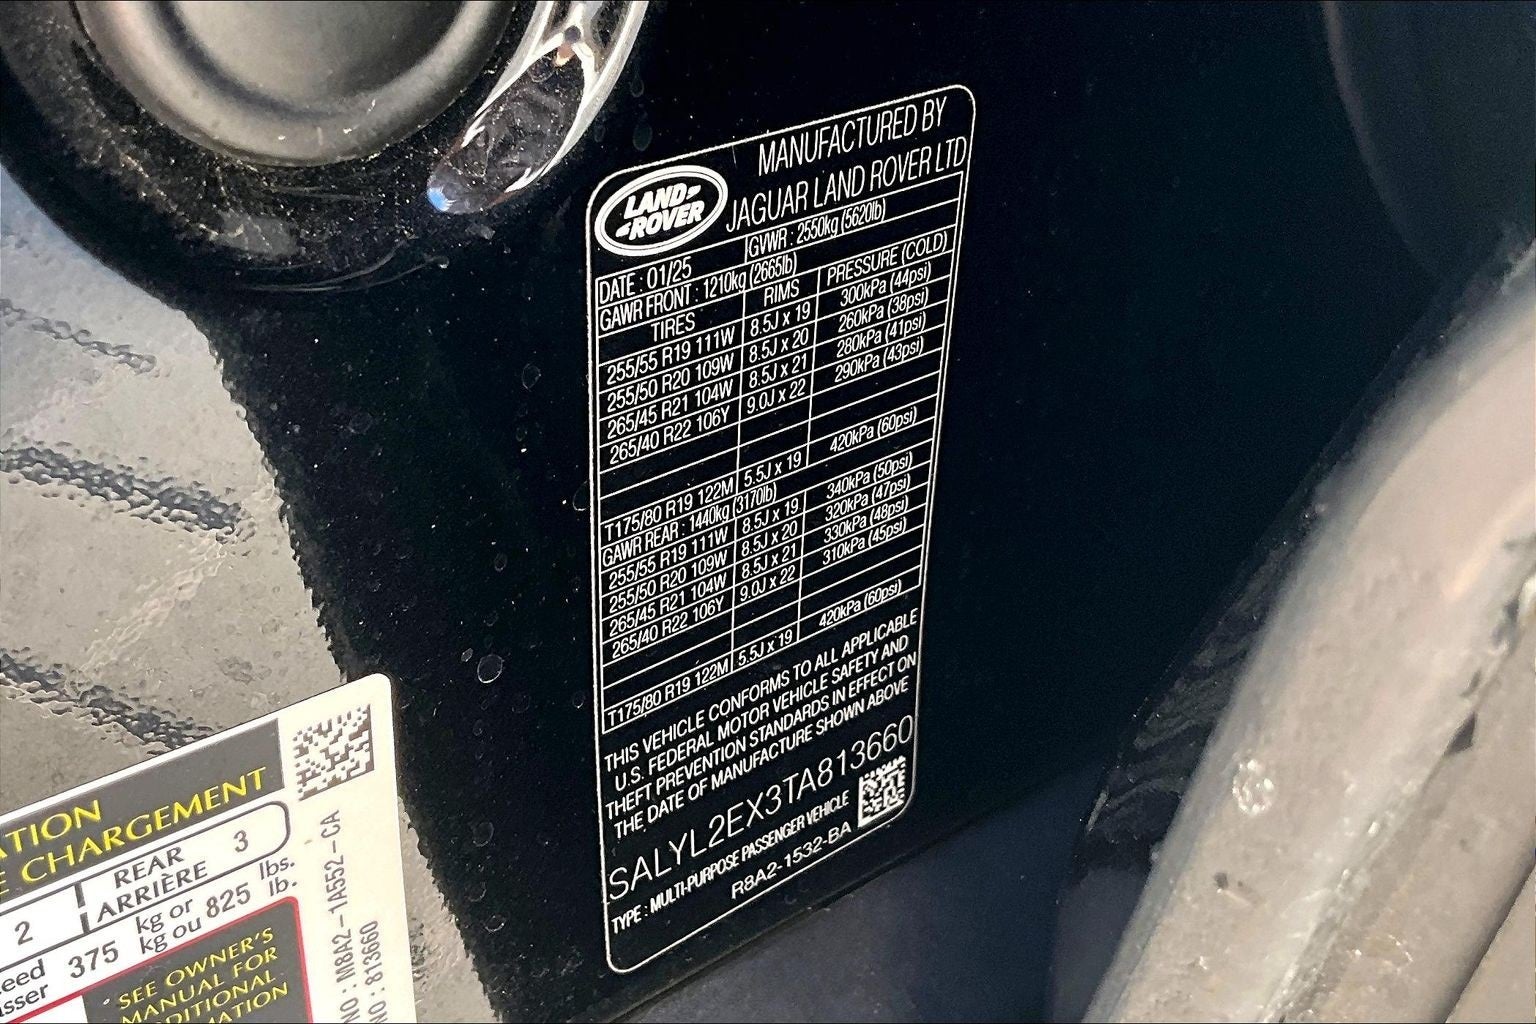 LAND-
-ROVER
MANUFACTURED BY
JAGUAR LAND ROVER LTD
DATE : 01/25 GVWR : 2550kg (5620lb)
GAWR FRONT : 1210kg (2665lb)
TIRES RIMS PRESSURE (COLD)
255/55 R19 111W 8.5J x 19 300kPa (44psi)
255/50 R20 109W 8.5J x 20 260kPa (38psi)
265/45 R21 104W 8.5J x 21 280kPa (41psi)
265/40 R22 106Y 9.0J x 22 290kPa (43psi)
T175/80 R19 122M 5.5J x 19 420kPa (60psi)
GAWR REAR : 1440kg (3170lb)
255/55 R19 111W 8.5J x 19 340kPa (50psi)
255/50 R20 109W 8.5J x 20 320kPa (47psi)
265/45 R21 104W 8.5J x 21 330kPa (48psi)
265/40 R22 106Y 9.0J x 22 310kPa (45psi)
T175/80 R19 122M 5.5J x 19 420kPa (60psi)
THIS VEHICLE CONFORMS TO ALL APPLICABLE
U.S. FEDERAL MOTOR VEHICLE SAFETY AND
THEFT PREVENTION STANDARDS IN EFFECT ON
THE DATE OF MANUFACTURE SHOWN ABOVE
SALYL2EX3TA813660
TYPE : MULTI-PURPOSE PASSENGER VEHICLE
R8A2-1532-BA
ATION
E CHARGEMENT
2 REAR 3
ARRIÈRE
eed 375 kg or 825 lbs.
asser kg ou lb.
SEE OWNER'S
MANUAL FOR
DITIONAL
MATION
NO : M8A2-1A552-CA
NO : 813660